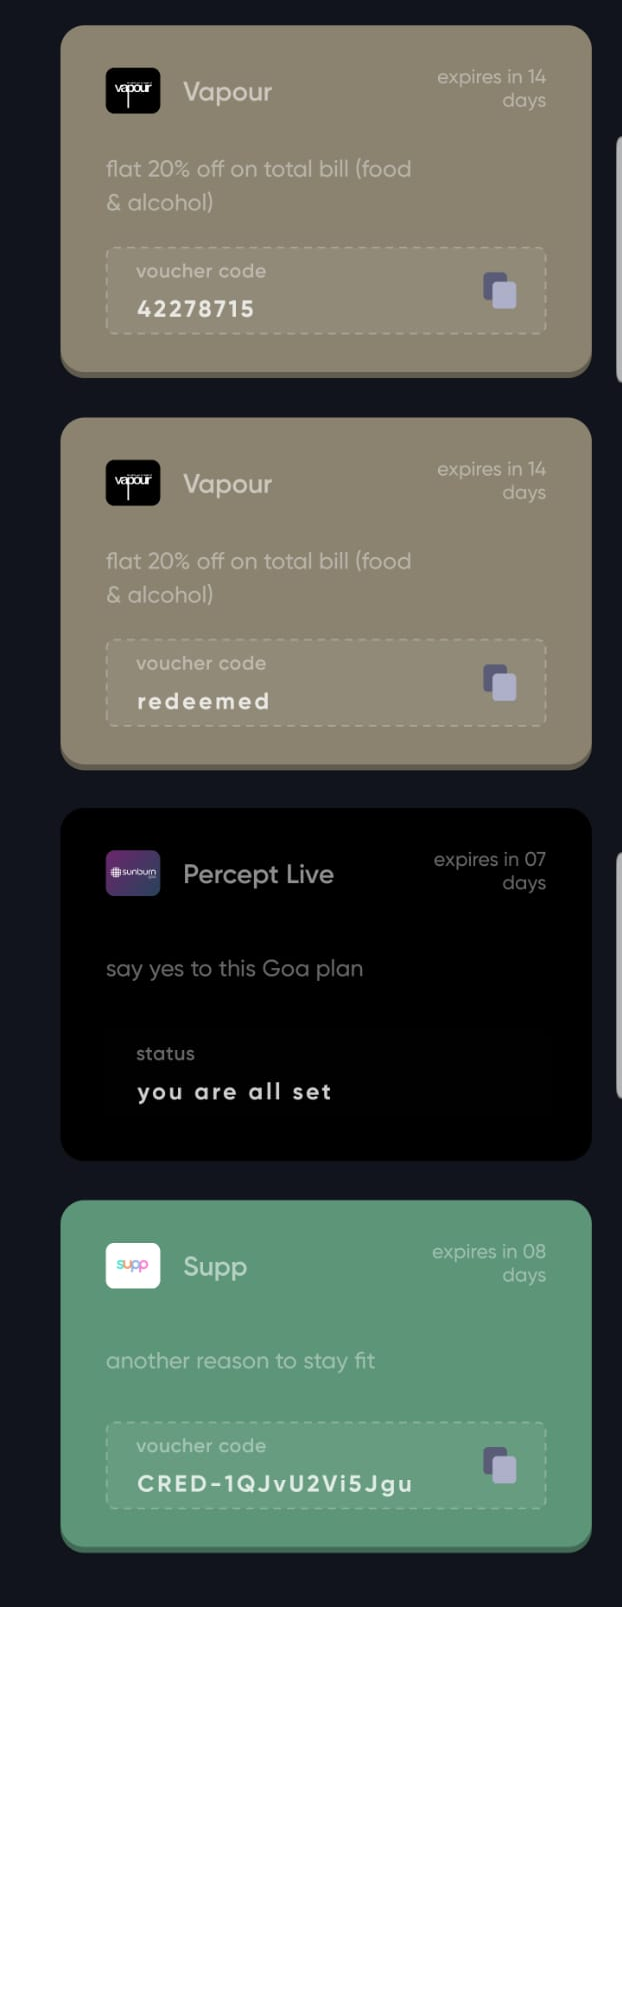 vapour
Vapour
expires in 14
days
flat 20% off on total bill (food
& alcohol)
voucher code
42278715
vapour
Vapour
expires in 14
days
flat 20% off on total bill (food
& alcohol)
voucher code
redeemed
sunburn
Percept Live
expires in 07
days
say yes to this Goa plan
status
you are all set
supp
Supp
expires in 08
days
another reason to stay fit
voucher code
CRED-1QJvU2Vi5Jgu